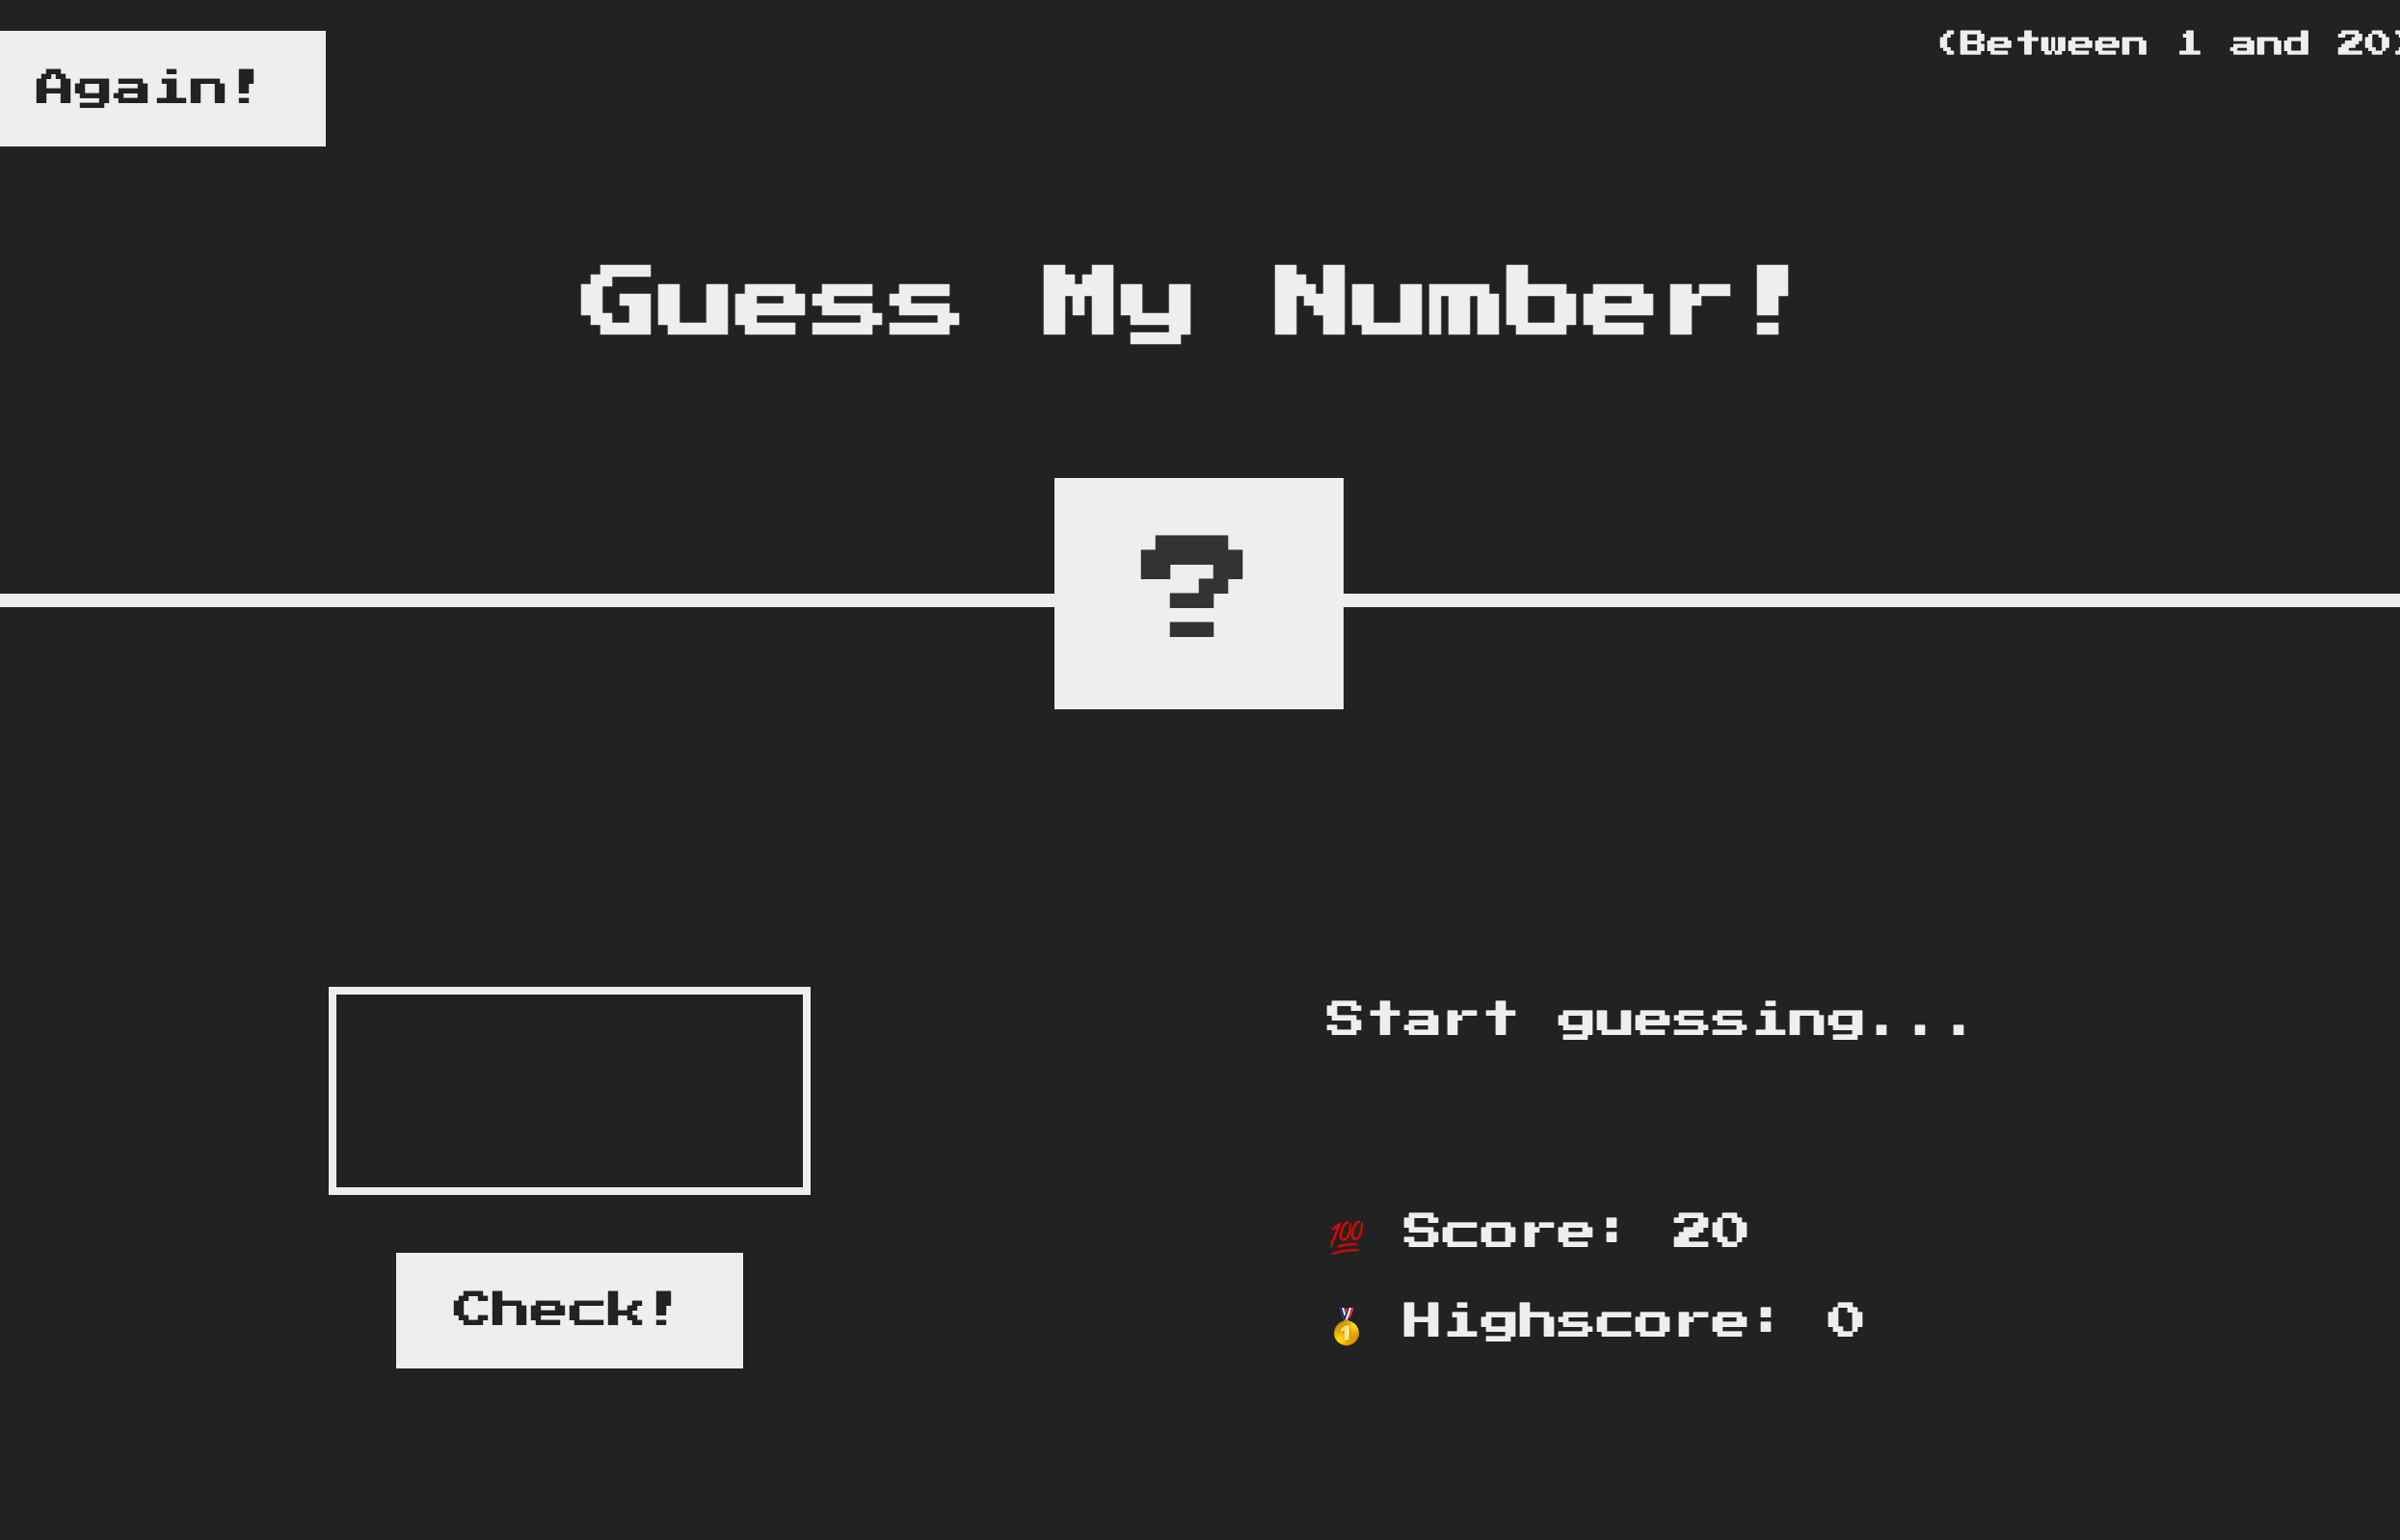 Again!
(Between 1 and 20)
Guess My Number!
?
Start guessing...
💯 Score: 20
Check!
🥇 Highscore: 0